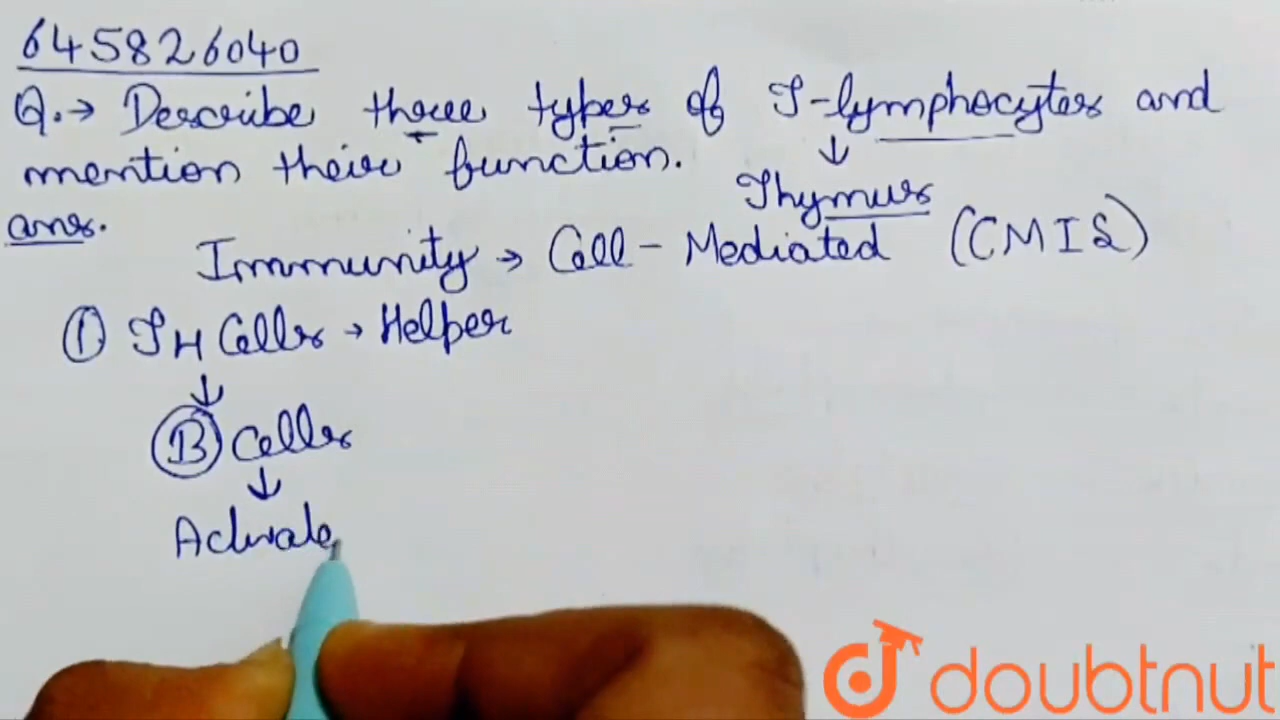 645826040
Q.→ Describe three types of T-lymphocytes and
mention their function.
↓
Thymus
ans.
Immunity → Cell-Mediated (CMIS)
① TH Cells → Helper
↓
B Cells
↓
Activate
doubtnut